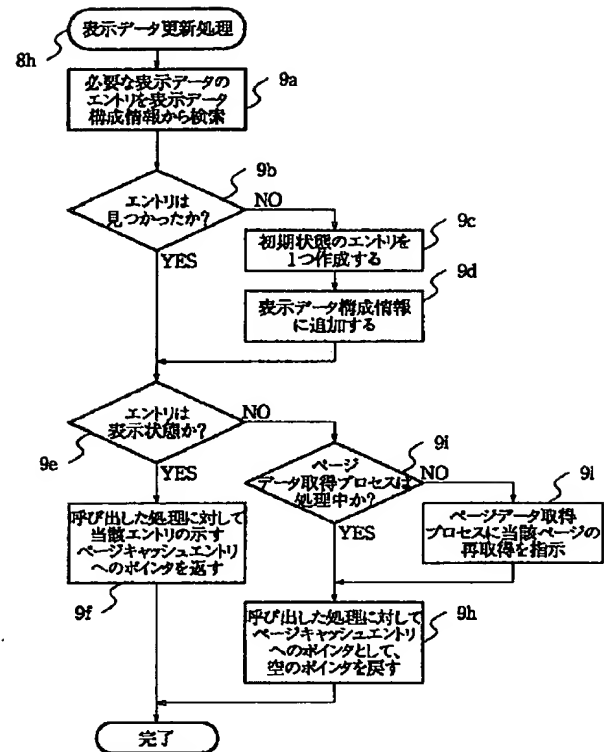 表示データ更新処理
8h
必要な表示データの
エントリを表示データ
構成情報から検索
9a
9b
エントリは
見つかったか?
NO
YES
初期状態のエントリを
1つ作成する
9c
9d
表示データ構成情報
に追加する
エントリは
表示状態か?
NO
9e
YES
9i
ページ
データ取得プロセスは
処理中か?
NO
YES
9i
ページデータ取得
プロセスに当該ページの
再取得を指示
呼び出した処理に対して
当該エントリの示す
ページキャッシュエントリ
へのポインタを返す
9f
呼び出した処理に対して
ページキャッシュエントリ
へのポインタとして、
空のポインタを戻す
9h
完了